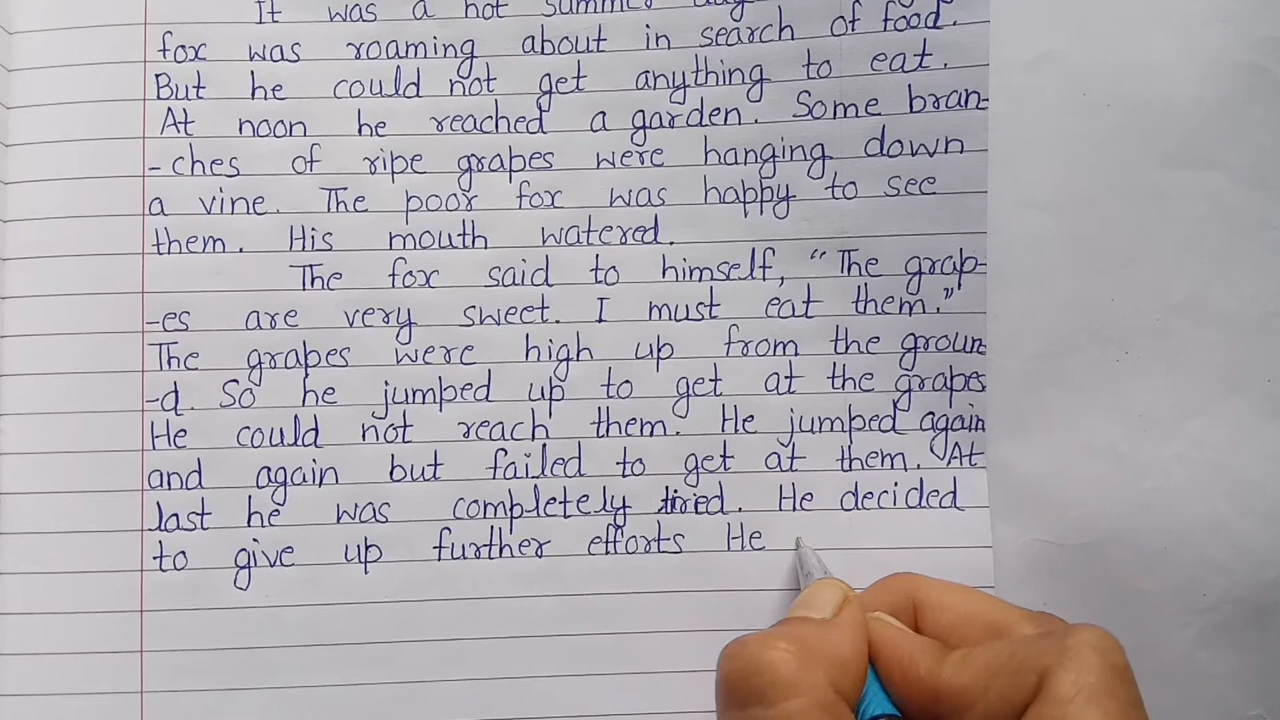 It was a hot summer day
fox was roaming about in search of food.
But he could not get anything to eat.
At noon he reached a garden. Some bran-
-ches of ripe grapes were hanging down
a vine. The poor fox was happy to see
them. His mouth watered.
The fox said to himself, "The grap-
-es are very sweet. I must eat them."
The grapes were high up from the groun
-d. So he jumped up to get at the grapes
He could not reach them. He jumped again
and again but failed to get at them. At
last he was completely tired. He decided
to give up further efforts He